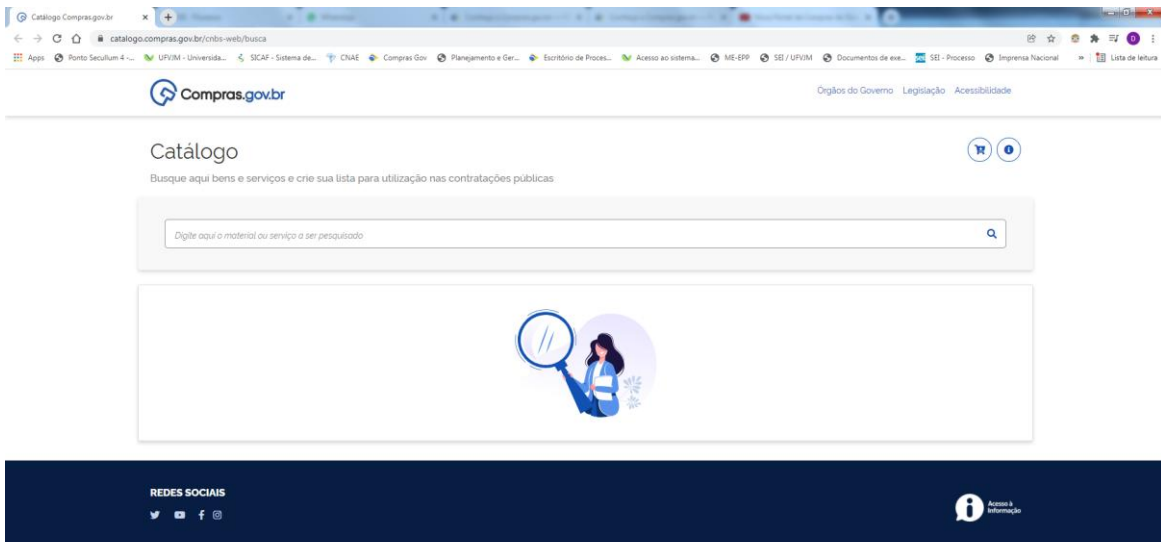 Catálogo Compras.gov.br
catalogo.compras.gov.br/cnbs-web/busca
Apps Ponto Secullum 4 -... UFVJM - Universida... SICAF - Sistema de... CNAE Compras Gov Planejamento e Ger... Escritório de Proces... Acesso ao sistema... ME-EPP SEI / UFVJM Documentos de exe... SEI - Processo Imprensa Nacional » Lista de leitura
Compras.gov.br
Orgãos do Governo Legislação Acessibilidade
Catálogo
Busque aqui bens e serviços e crie sua lista para utilização nas contratações públicas
Digite aqui o material ou serviço a ser pesquisado
REDES SOCIAIS
Acesso à
Informação